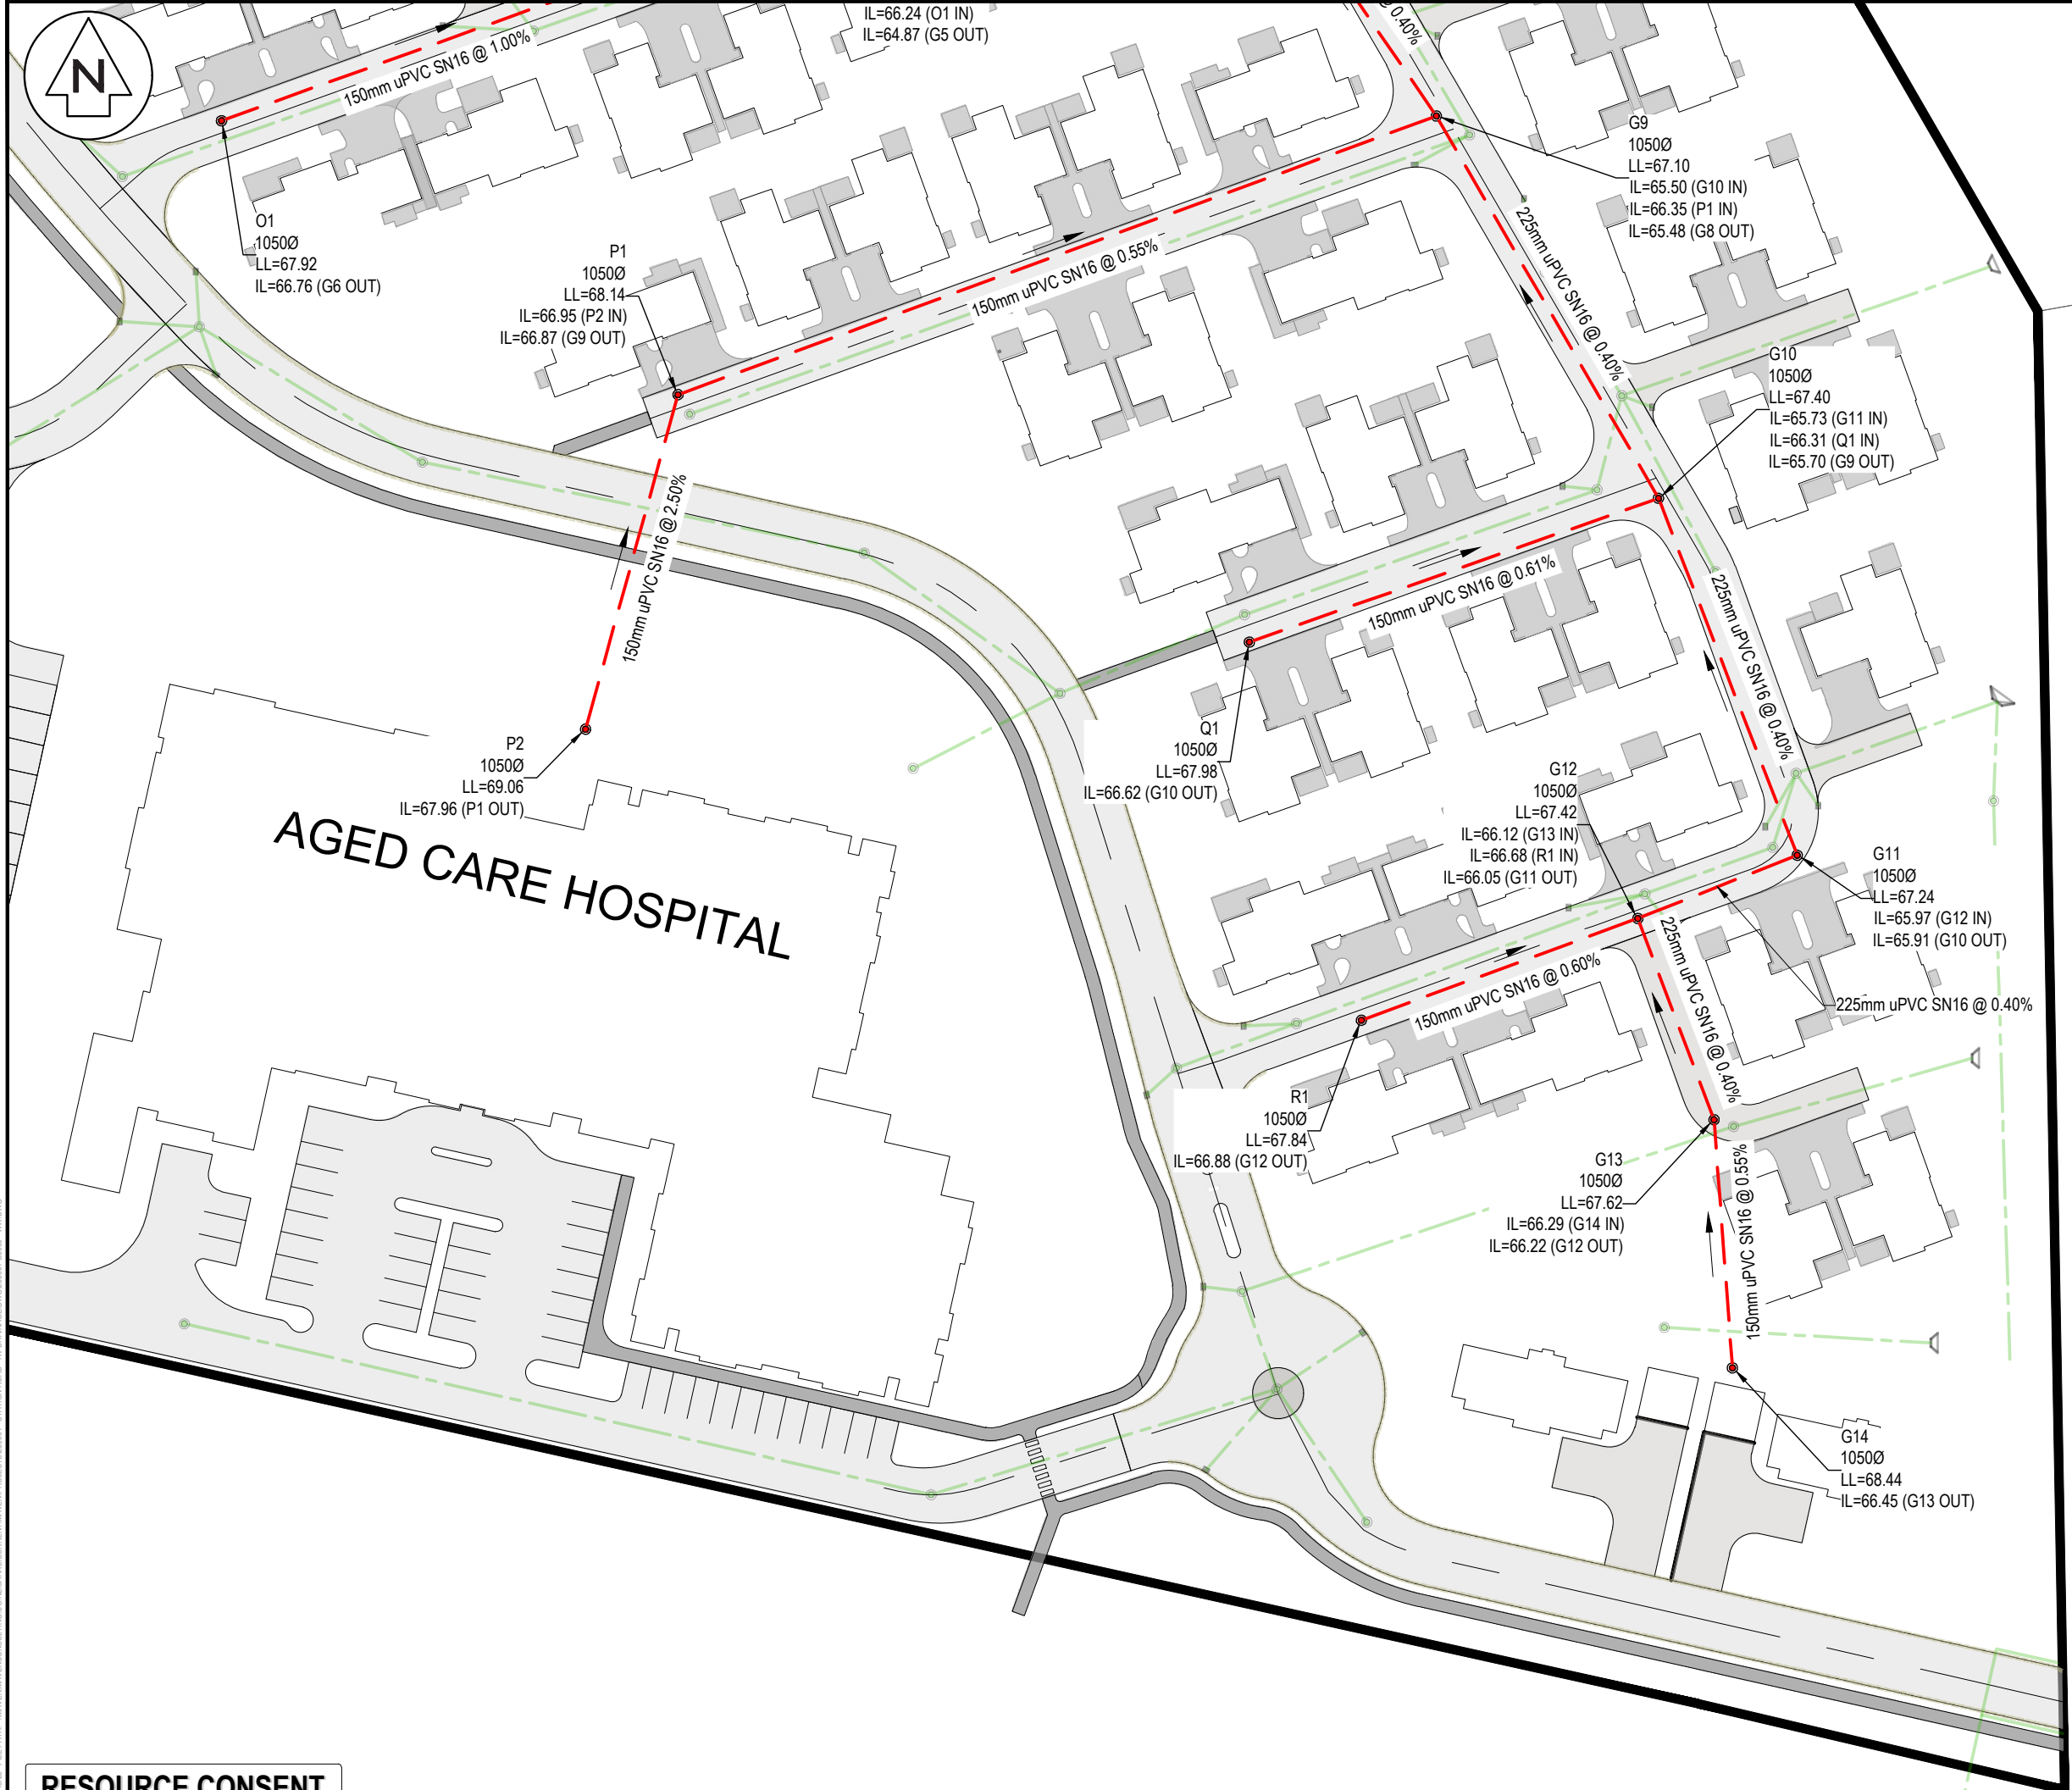 N
IL=66.24 (O1 IN)
IL=64.87 (G5 OUT)
150mm uPVC SN16 @ 1.00%
@ 0.40%
O1
1050Ø
LL=67.92
IL=66.76 (G6 OUT)
P1
1050Ø
LL=68.14
IL=66.95 (P2 IN)
IL=66.87 (G9 OUT)
150mm uPVC SN16 @ 0.55%
G9
1050Ø
LL=67.10
IL=65.50 (G10 IN)
IL=66.35 (P1 IN)
IL=65.48 (G8 OUT)
225mm uPVC SN16 @ 0.40%
G10
1050Ø
LL=67.40
IL=65.73 (G11 IN)
IL=66.31 (Q1 IN)
IL=65.70 (G9 OUT)
150mm uPVC SN16 @ 2.50%
150mm uPVC SN16 @ 0.61%
225mm uPVC SN16 @ 0.40%
P2
1050Ø
LL=69.06
IL=67.96 (P1 OUT)
AGED CARE HOSPITAL
Q1
1050Ø
LL=67.98
IL=66.62 (G10 OUT)
G12
1050Ø
LL=67.42
IL=66.12 (G13 IN)
IL=66.68 (R1 IN)
IL=66.05 (G11 OUT)
G11
1050Ø
LL=67.24
IL=65.97 (G12 IN)
IL=65.91 (G10 OUT)
150mm uPVC SN16 @ 0.60%
225mm uPVC SN16 @ 0.40%
225mm uPVC SN16 @ 0.40%
R1
1050Ø
LL=67.84
IL=66.88 (G12 OUT)
G13
1050Ø
LL=67.62
IL=66.29 (G14 IN)
IL=66.22 (G12 OUT)
150mm uPVC SN16 @ 0.55%
G14
1050Ø
LL=68.44
IL=66.45 (G13 OUT)
RESOURCE CONSENT